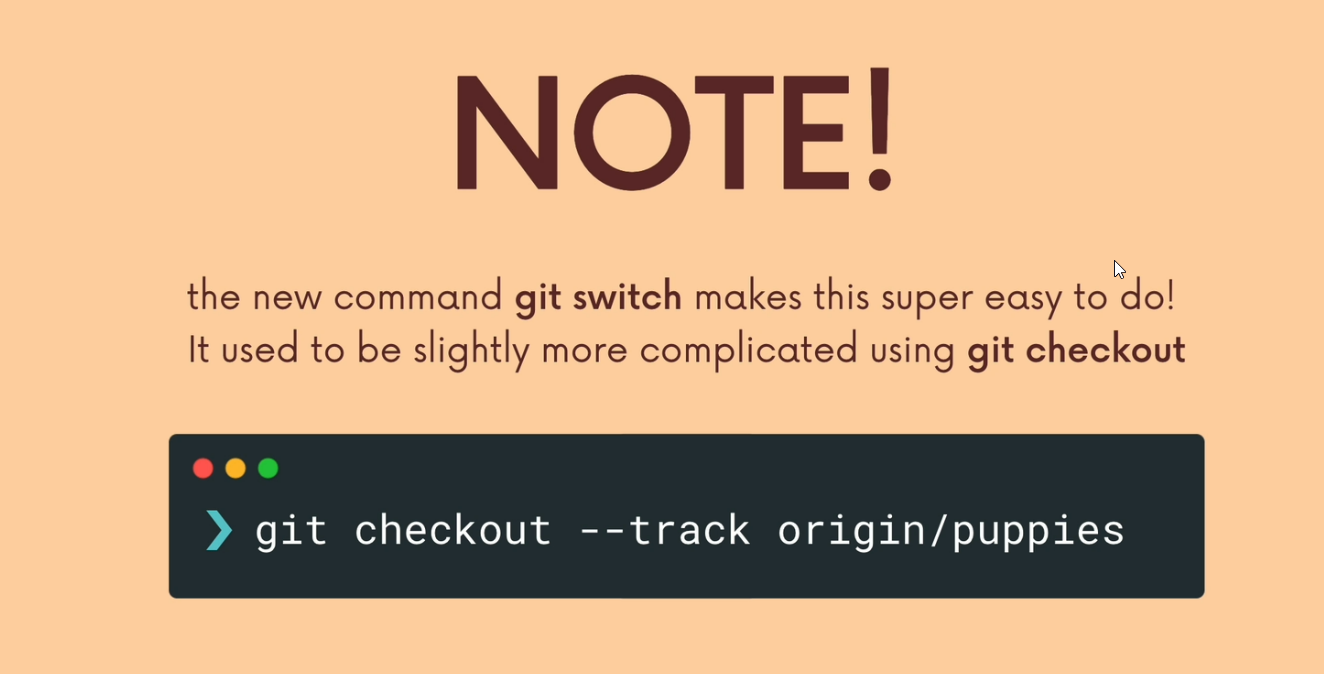 NOTE!
the new command git switch makes this super easy to do!
It used to be slightly more complicated using git checkout
❯ git checkout --track origin/puppies